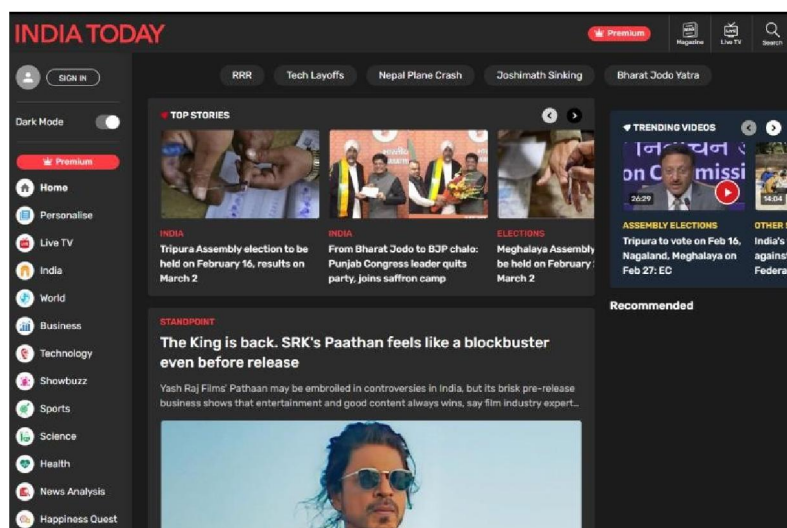 INDIA TODAY
Premium
Magazine
Live TV
Search
SIGN IN
RRR
Tech Layoffs
Nepal Plane Crash
Joshimath Sinking
Bharat Jodo Yatra
Dark Mode
Premium
Home
Personalise
Live TV
India
World
Business
Technology
Showbuzz
Sports
Science
Health
News Analysis
Happiness Quest
TOP STORIES
INDIA
Tripura Assembly election to be
held on February 16, results on
March 2
INDIA
From Bharat Jodo to BJP chalo:
Punjab Congress leader quits
party, joins saffron camp
ELECTIONS
Meghalaya Assembly
be held on February
March 2
STANDPOINT
The King is back. SRK's Paathan feels like a blockbuster
even before release
Yash Raj Films' Pathaan may be embroiled in controversies in India, but its brisk pre-release
business shows that entertainment and good content always wins, say film industry expert...
TRENDING VIDEOS
on C mmissi
26:29
14:04
ASSEMBLY ELECTIONS
Tripura to vote on Feb 16,
Nagaland, Meghalaya on
Feb 27: EC
OTHER
India's
against
Federa
Recommended